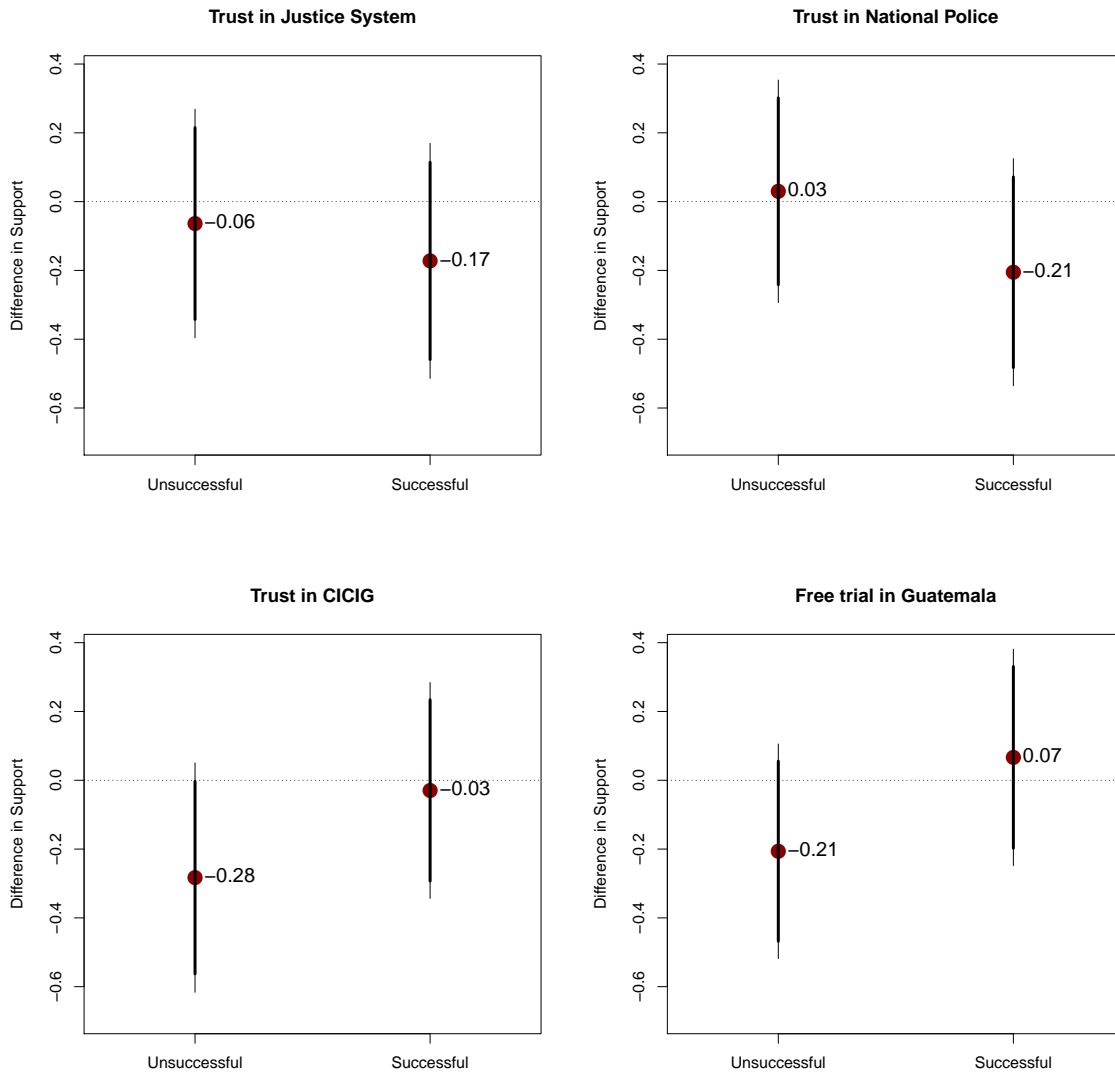 Trust in Justice System
Difference in Support
0.4
0.2
0.0
−0.2
−0.4
−0.6
−0.06
−0.17
Unsuccessful
Successful
Trust in National Police
Difference in Support
0.4
0.2
0.0
−0.2
−0.4
−0.6
0.03
−0.21
Unsuccessful
Successful
Trust in CICIG
Difference in Support
0.4
0.2
0.0
−0.2
−0.4
−0.6
−0.28
−0.03
Unsuccessful
Successful
Free trial in Guatemala
Difference in Support
0.4
0.2
0.0
−0.2
−0.4
−0.6
−0.21
0.07
Unsuccessful
Successful